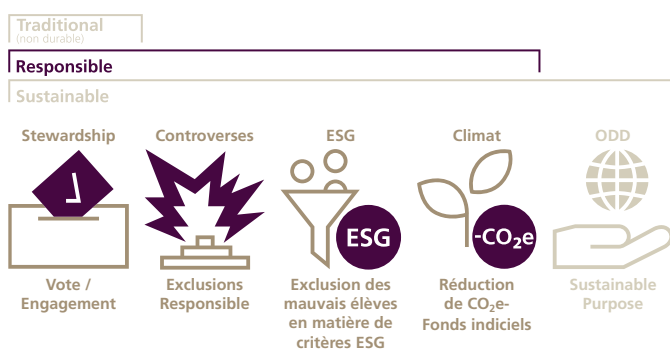 Traditional
(non durable)
Responsible
Sustainable
Stewardship
Controverses
ESG
Climat
ODD
ESG
-CO₂e
Vote /
Engagement
Exclusions
Responsible
Exclusion des
mauvais élèves
en matière de
critères ESG
Réduction
de CO₂e-
Fonds indiciels
Sustainable
Purpose